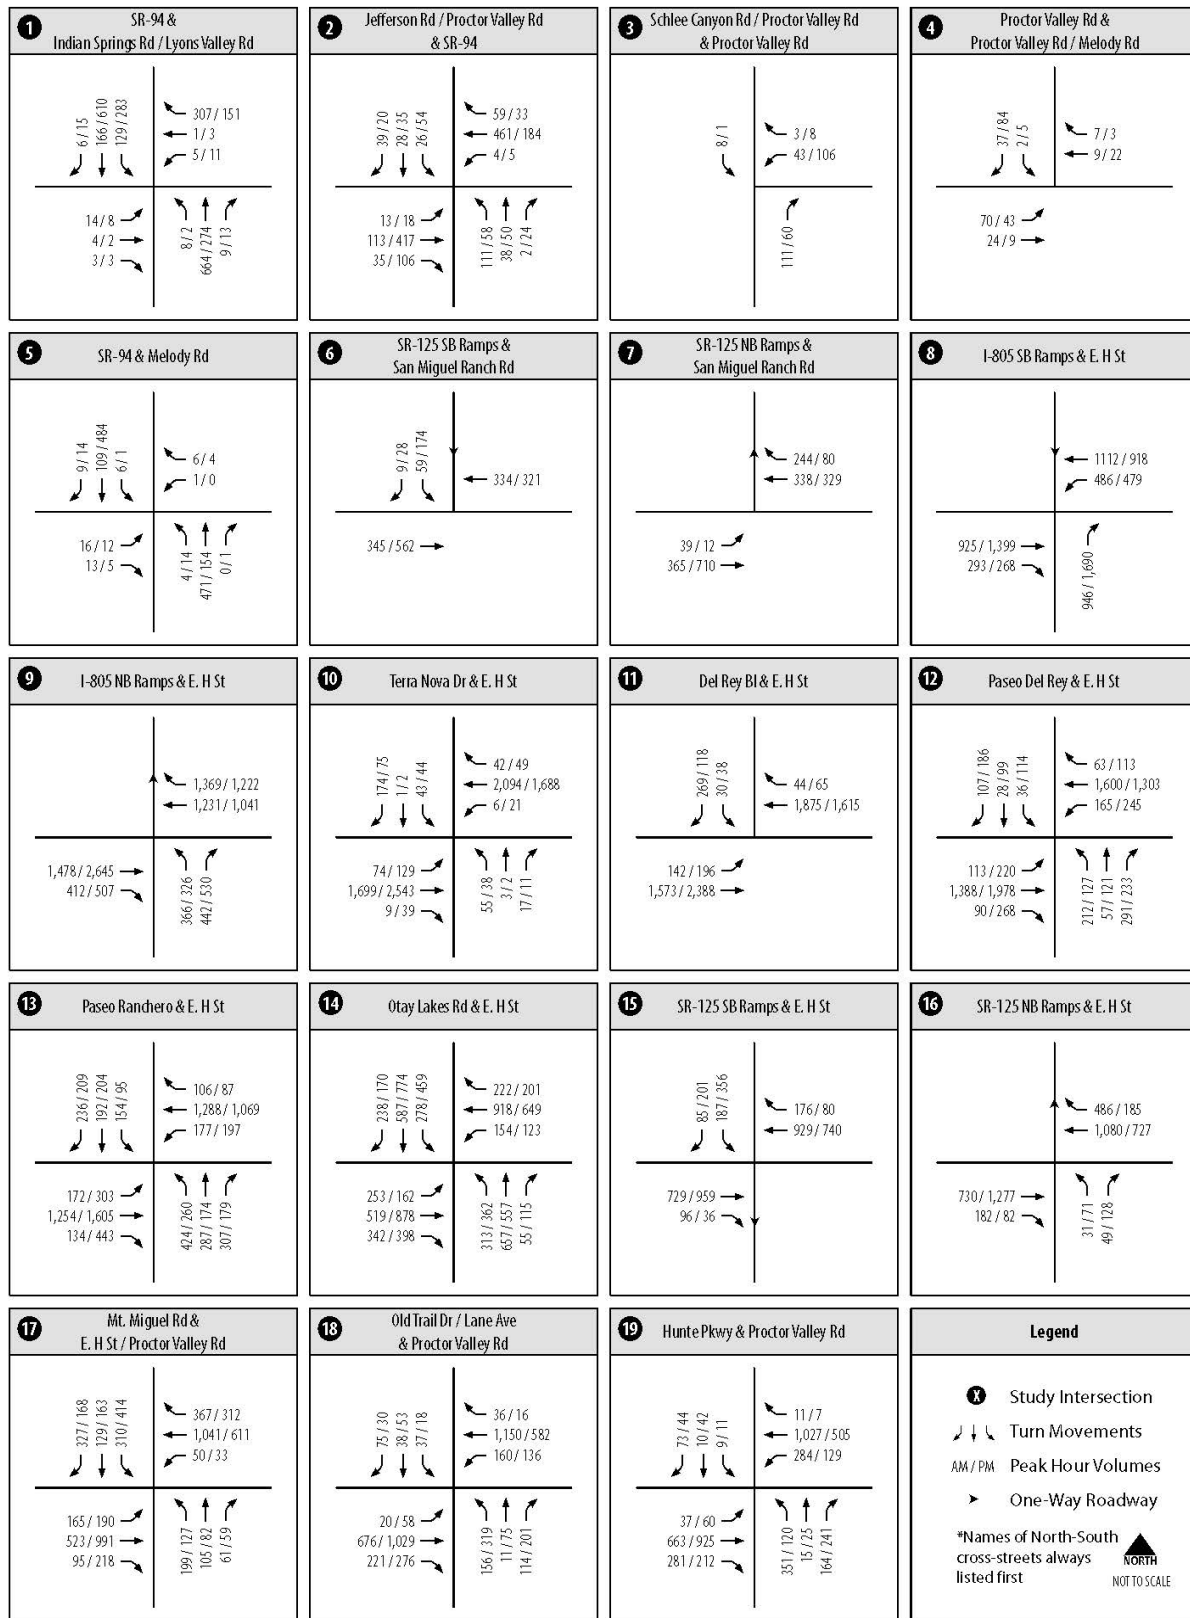 1
SR-94 &
Indian Springs Rd / Lyons Valley Rd
6 / 15
166 / 610
129 / 283
307 / 151
1 / 3
5 / 11
14 / 8
4 / 2
3 / 3
8 / 2
664 / 274
9 / 13
2
Jefferson Rd / Proctor Valley Rd
& SR-94
39 / 20
28 / 35
26 / 54
59 / 33
461 / 184
4 / 5
13 / 18
113 / 417
35 / 106
111 / 58
38 / 50
2 / 24
3
Schlee Canyon Rd / Proctor Valley Rd
& Proctor Valley Rd
8 / 1
3 / 8
43 / 106
111 / 60
4
Proctor Valley Rd &
Proctor Valley Rd / Melody Rd
37 / 84
2 / 5
7 / 3
9 / 22
70 / 43
24 / 9
5
SR-94 & Melody Rd
9 / 14
109 / 484
6 / 1
6 / 4
1 / 0
16 / 12
13 / 5
4 / 14
471 / 154
0 / 1
6
SR-125 SB Ramps &
San Miguel Ranch Rd
9 / 28
59 / 174
334 / 321
345 / 562
7
SR-125 NB Ramps &
San Miguel Ranch Rd
244 / 80
338 / 329
39 / 12
365 / 710
8
I-805 SB Ramps & E. H St
1112 / 918
486 / 479
925 / 1,399
293 / 268
946 / 1,690
9
I-805 NB Ramps & E. H St
1,369 / 1,222
1,231 / 1,041
1,478 / 2,645
412 / 507
366 / 326
442 / 530
10
Terra Nova Dr & E. H St
174 / 75
1 / 2
43 / 44
42 / 49
2,094 / 1,688
6 / 21
74 / 129
1,699 / 2,543
9 / 39
55 / 38
3 / 2
17 / 11
11
Del Rey Bl & E. H St
269 / 118
30 / 38
44 / 65
1,875 / 1,615
142 / 196
1,573 / 2,388
12
Paseo Del Rey & E. H St
107 / 186
28 / 99
36 / 114
63 / 113
1,600 / 1,303
165 / 245
113 / 220
1,388 / 1,978
90 / 268
212 / 127
57 / 121
291 / 233
13
Paseo Ranchero & E. H St
236 / 209
192 / 204
154 / 95
106 / 87
1,288 / 1,069
177 / 197
172 / 303
1,254 / 1,605
134 / 443
424 / 260
287 / 174
307 / 179
14
Otay Lakes Rd & E. H St
238 / 170
587 / 774
278 / 459
222 / 201
918 / 649
154 / 123
253 / 162
519 / 878
342 / 398
313 / 362
657 / 557
55 / 115
15
SR-125 SB Ramps & E. H St
85 / 201
187 / 356
176 / 80
929 / 740
729 / 959
96 / 36
16
SR-125 NB Ramps & E. H St
486 / 185
1,080 / 727
730 / 1,277
182 / 82
31 / 71
49 / 128
17
Mt. Miguel Rd &
E. H St / Proctor Valley Rd
327 / 168
129 / 163
310 / 414
367 / 312
1,041 / 611
50 / 33
165 / 190
523 / 991
95 / 218
199 / 127
105 / 82
61 / 59
18
Old Trail Dr / Lane Ave
& Proctor Valley Rd
75 / 30
38 / 53
37 / 18
36 / 16
1,150 / 582
160 / 136
20 / 58
676 / 1,029
221 / 276
156 / 319
11 / 75
114 / 201
19
Hunte Pkwy & Proctor Valley Rd
73 / 44
10 / 42
9 / 11
11 / 7
1,027 / 505
284 / 129
37 / 60
663 / 925
281 / 212
351 / 120
15 / 25
164 / 241
Legend
X Study Intersection
Turn Movements
AM / PM Peak Hour Volumes
One-Way Roadway
*Names of North-South
cross-streets always
listed first
NORTH
NOT TO SCALE